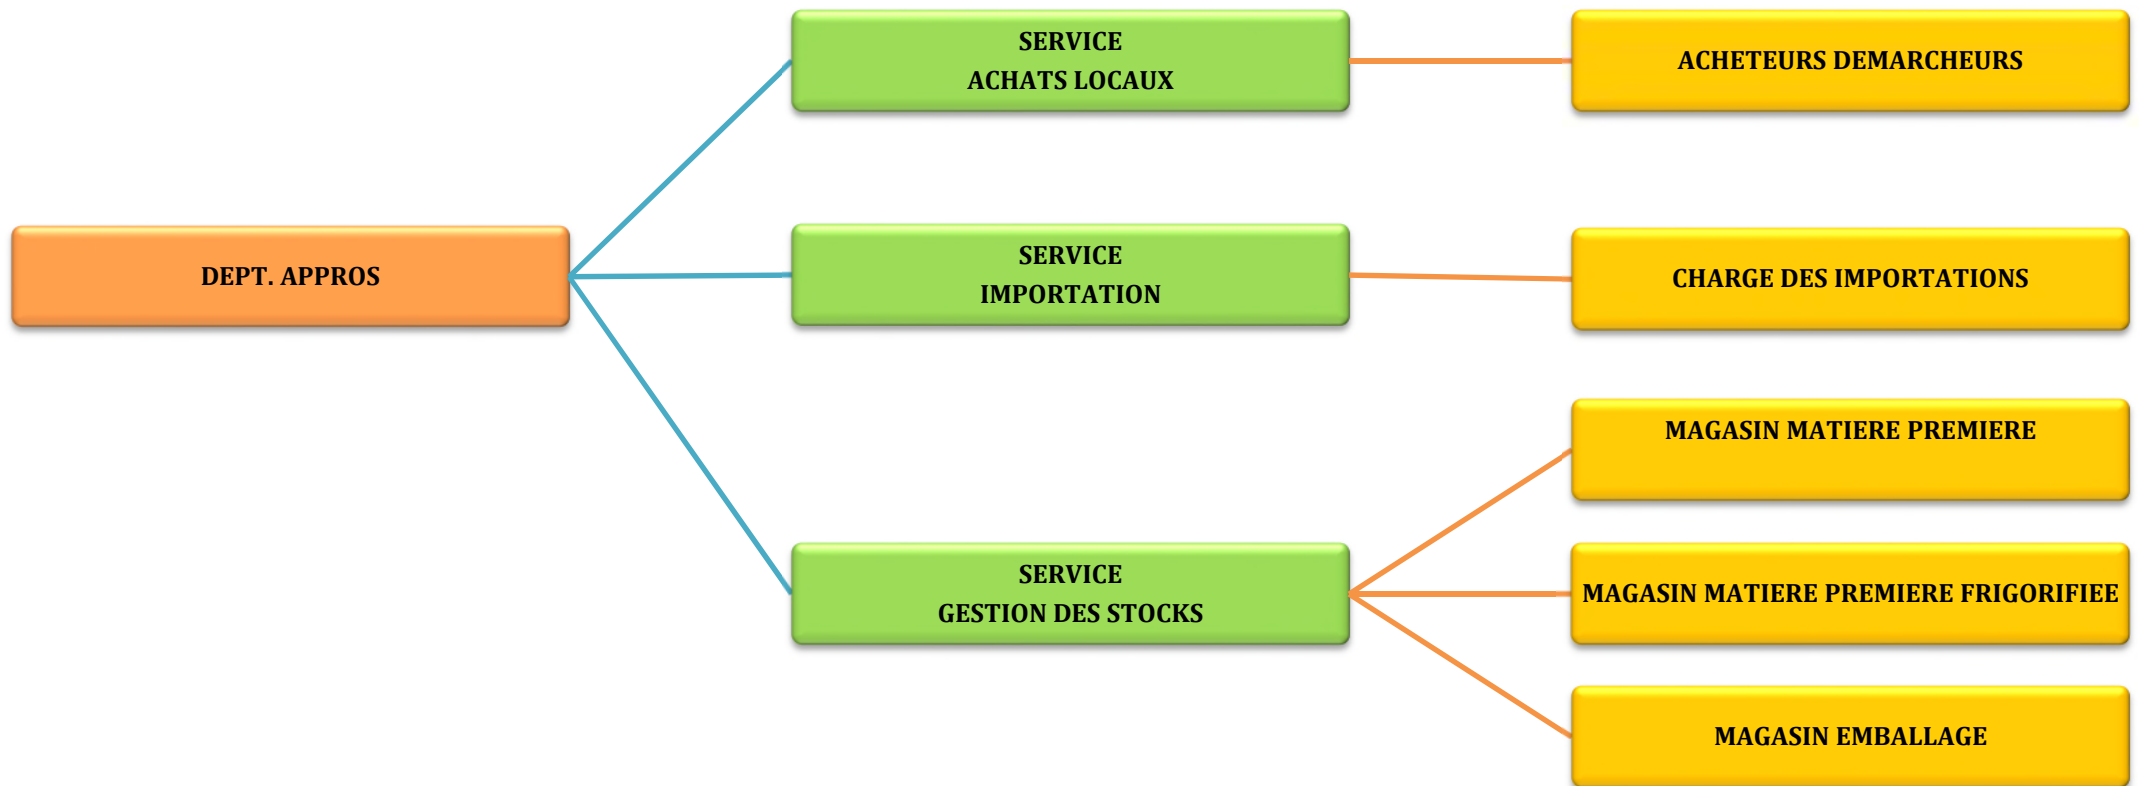 SERVICE
ACHATS LOCAUX
ACHETEURS DEMARCHEURS
DEPT. APPROS
SERVICE
IMPORTATION
CHARGE DES IMPORTATIONS
MAGASIN MATIERE PREMIERE
SERVICE
GESTION DES STOCKS
MAGASIN MATIERE PREMIERE FRIGORIFIEE
MAGASIN EMBALLAGE